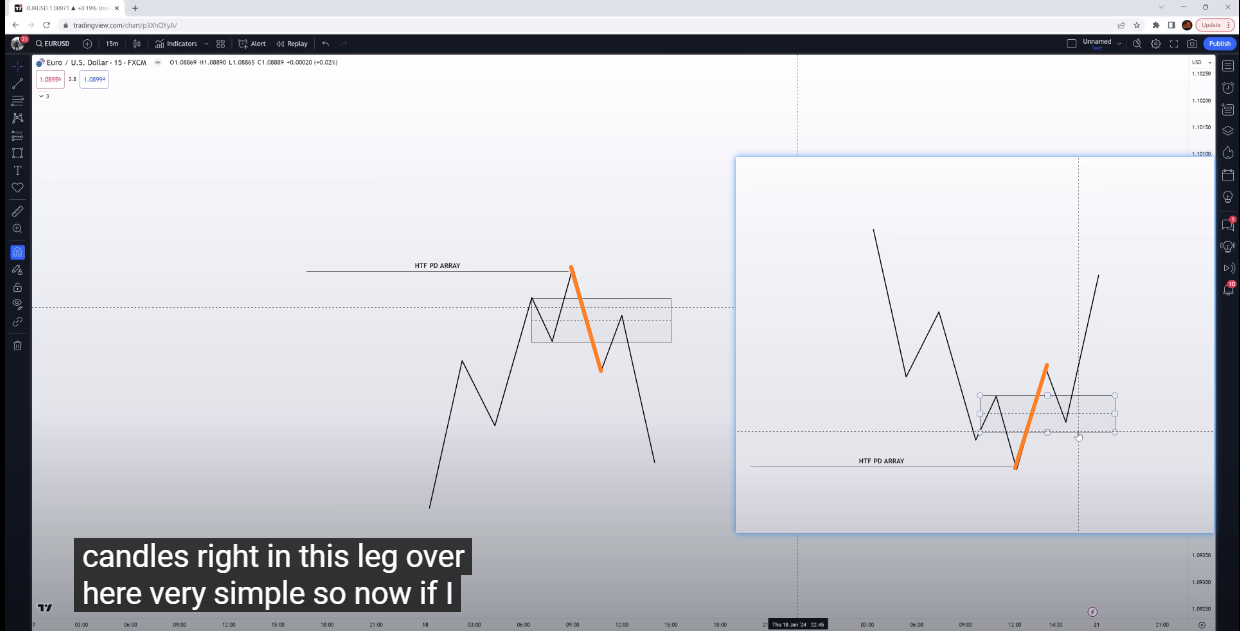 EURUSD 1.08971 ▲ +0.19% Unn
tradingview.com/chart/p3XhQYyA/
Update
EURUSD
15m
Indicators
Alert
Replay
Unnamed
Save
Publish
Euro / U.S. Dollar · 15 · FXCM
O1.08869 H1.08890 L1.08865 C1.08889 +0.00020 (+0.02%)
USD
1.10250
1.10200
1.10150
1.10100
3.8
1.08994
3
HTF PD ARRAY
HTF PD ARRAY
1.09350
1.09300
1.09250
candles right in this leg over
here very simple so now if I
7
03:00
06:00
09:00
12:00
15:00
18:00
21:00
18
03:00
06:00
09:00
12:00
15:00
18:00
Thu 18 Jan '24 22:45
03:00
06:00
09:00
12:00
14:30
21
21:00